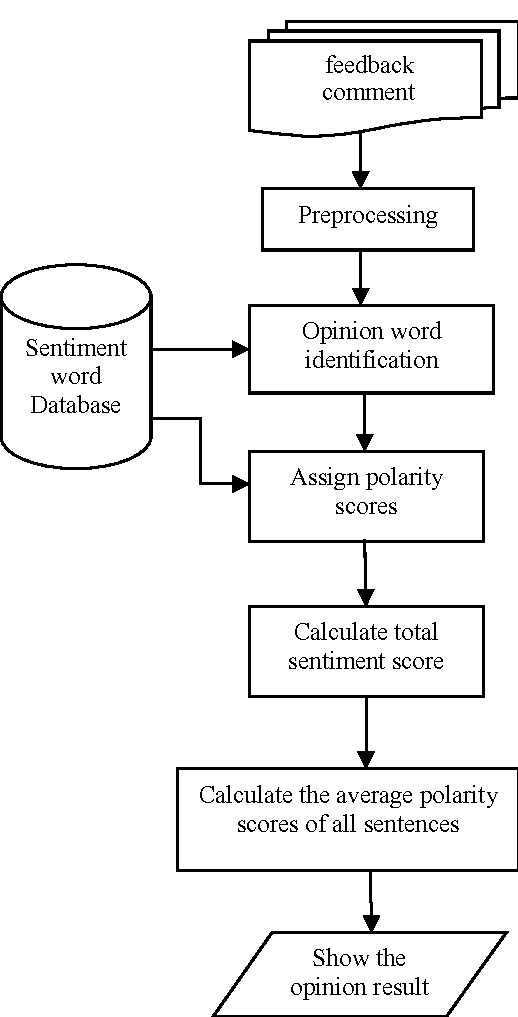 feedback
comment
Preprocessing
Opinion word
identification
Sentiment
word
Database
Assign polarity
scores
Calculate total
sentiment score
Calculate the average polarity
scores of all sentences
Show the
opinion result